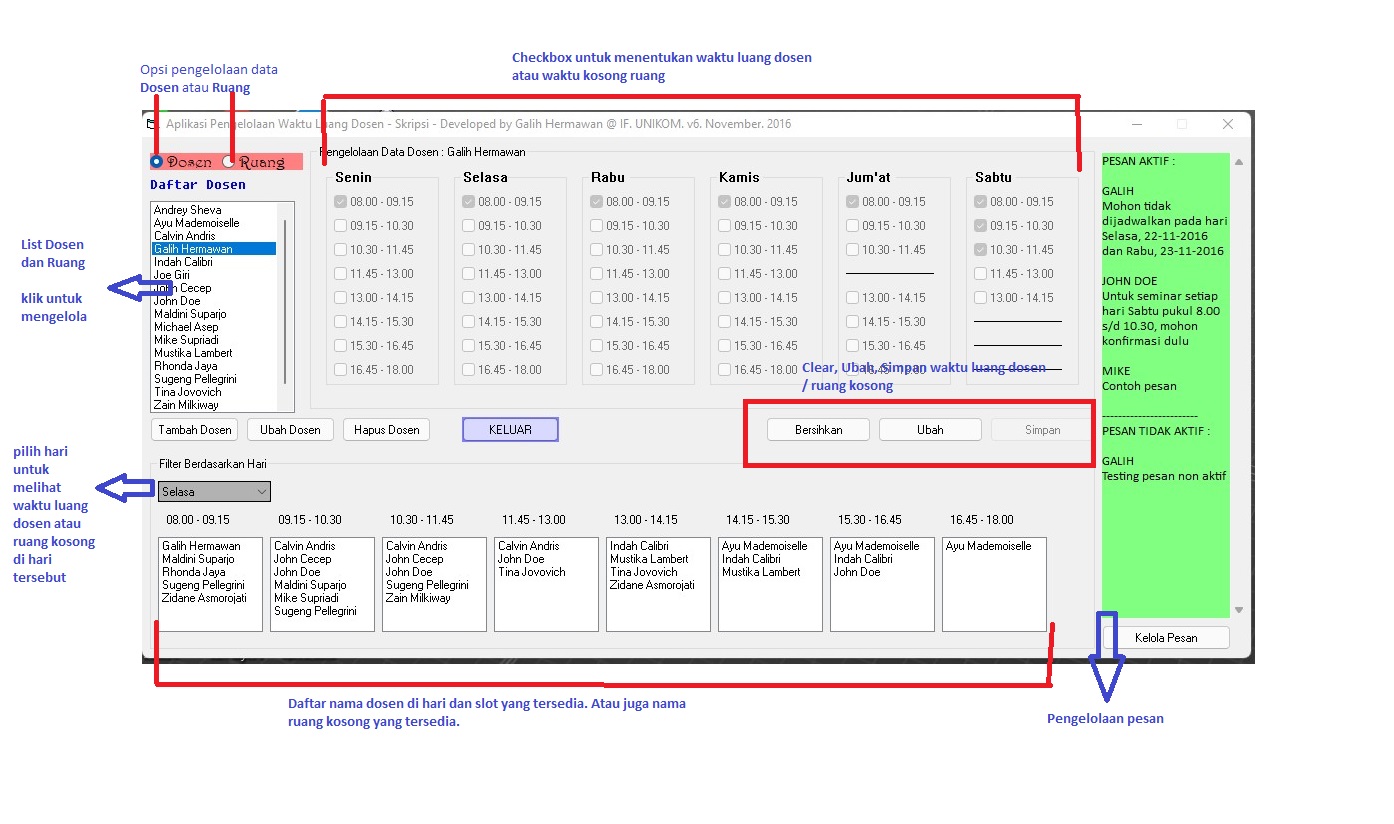 Checkbox untuk menentukan waktu luang dosen
atau waktu kosong ruang
Opsi pengelolaan data
Dosen atau Ruang
Aplikasi Pengelolaan Waktu Luang Dosen - Skripsi - Developed by Galih Hermawan @ IF. UNIKOM. v6. November. 2016
Dosen Ruang
Daftar Dosen
Andrey Sheva
Ayu Mademoiselle
Calvin Andris
Galih Hermawan
Indah Calibri
Joe Giri
John Cecep
John Doe
Maldini Suparjo
Michael Asep
Mike Supriadi
Mustika Lambert
Rhonda Jaya
Sugeng Pellegrini
Tina Jovovich
Zain Milkiway
List Dosen
dan Ruang
klik untuk
mengelola
Pengelolaan Data Dosen : Galih Hermawan
Senin
08.00 - 09.15
09.15 - 10.30
10.30 - 11.45
11.45 - 13.00
13.00 - 14.15
14.15 - 15.30
15.30 - 16.45
16.45 - 18.00
Selasa
08.00 - 09.15
09.15 - 10.30
10.30 - 11.45
11.45 - 13.00
13.00 - 14.15
14.15 - 15.30
15.30 - 16.45
16.45 - 18.00
Rabu
08.00 - 09.15
09.15 - 10.30
10.30 - 11.45
11.45 - 13.00
13.00 - 14.15
14.15 - 15.30
15.30 - 16.45
16.45 - 18.00
Kamis
08.00 - 09.15
09.15 - 10.30
10.30 - 11.45
11.45 - 13.00
13.00 - 14.15
14.15 - 15.30
15.30 - 16.45
16.45 - 18.00
Jum'at
08.00 - 09.15
09.15 - 10.30
10.30 - 11.45
13.00 - 14.15
14.15 - 15.30
15.30 - 16.45
16.45 - 18.00
Sabtu
08.00 - 09.15
09.15 - 10.30
10.30 - 11.45
11.45 - 13.00
13.00 - 14.15
Clear, Ubah, Simpan waktu luang dosen
/ ruang kosong
PESAN AKTIF :
GALIH
Mohon tidak
dijadwalkan pada hari
Selasa, 22-11-2016
dan Rabu, 23-11-2016
JOHN DOE
Untuk seminar setiap
hari Sabtu pukul 8.00
s/d 10.30, mohon
konfirmasi dulu
MIKE
Contoh pesan
------------------------
PESAN TIDAK AKTIF :
GALIH
Testing pesan non aktif
Tambah Dosen Ubah Dosen Hapus Dosen KELUAR Bersihkan Ubah Simpan
pilih hari
untuk
melihat
waktu luang
dosen atau
ruang kosong
di hari
tersebut
Filter Berdasarkan Hari
Selasa
08.00 - 09.15
Galih Hermawan
Maldini Suparjo
Rhonda Jaya
Sugeng Pellegrini
Zidane Asmorojati
09.15 - 10.30
Calvin Andris
John Cecep
John Doe
Maldini Suparjo
Mike Supriadi
Sugeng Pellegrini
10.30 - 11.45
Calvin Andris
John Cecep
John Doe
Sugeng Pellegrini
Zain Milkiway
11.45 - 13.00
Calvin Andris
John Doe
Tina Jovovich
13.00 - 14.15
Indah Calibri
Mustika Lambert
Tina Jovovich
Zidane Asmorojati
14.15 - 15.30
Ayu Mademoiselle
Indah Calibri
Mustika Lambert
15.30 - 16.45
Ayu Mademoiselle
Indah Calibri
John Doe
16.45 - 18.00
Ayu Mademoiselle
Kelola Pesan
Daftar nama dosen di hari dan slot yang tersedia. Atau juga nama
ruang kosong yang tersedia.
Pengelolaan pesan